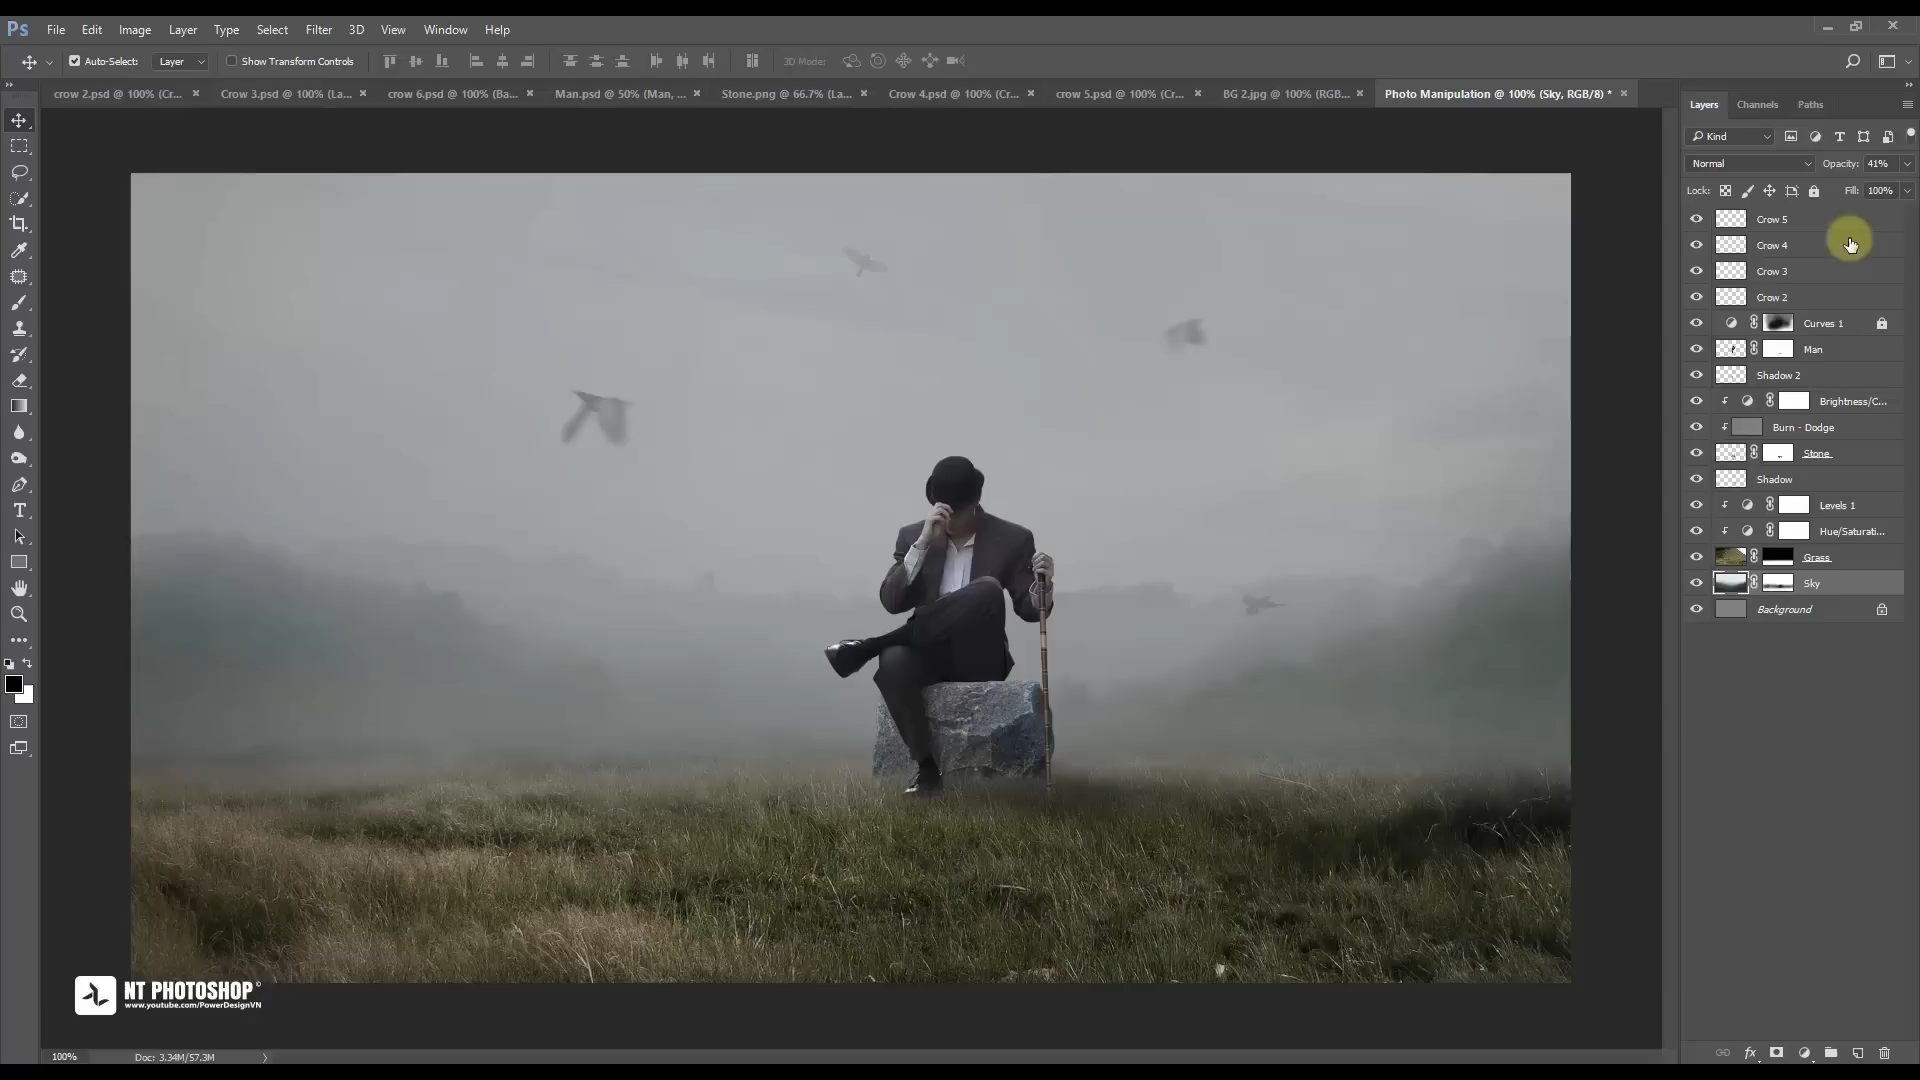 Ps File Edit Image Layer Type Select Filter 3D View Window Help
Auto-Select: Layer Show Transform Controls 3D Mode:
crow 2.psd @ 100% (Cr... × Crow 3.psd @ 100% (La... × crow 6.psd @ 100% (Ba... × Man.psd @ 50% (Man, ... × Stone.png @ 66.7% (La... × Crow 4.psd @ 100% (Cr... × crow 5.psd @ 100% (Cr... × BG 2.jpg @ 100% (RGB... × Photo Manipulation @ 100% (Sky, RGB/8) * ×
Layers Channels Paths
Kind
Normal Opacity: 41%
Lock: Fill: 100%
Crow 5
Crow 4
Crow 3
Crow 2
Curves 1
Man
Shadow 2
Brightness/C...
Burn - Dodge
Stone
Shadow
Levels 1
Hue/Saturati...
Grass
Sky
Background
NT PHOTOSHOP©
www.youtube.com/PowerDesignVN
100% Doc: 3.34M/57.3M
fx